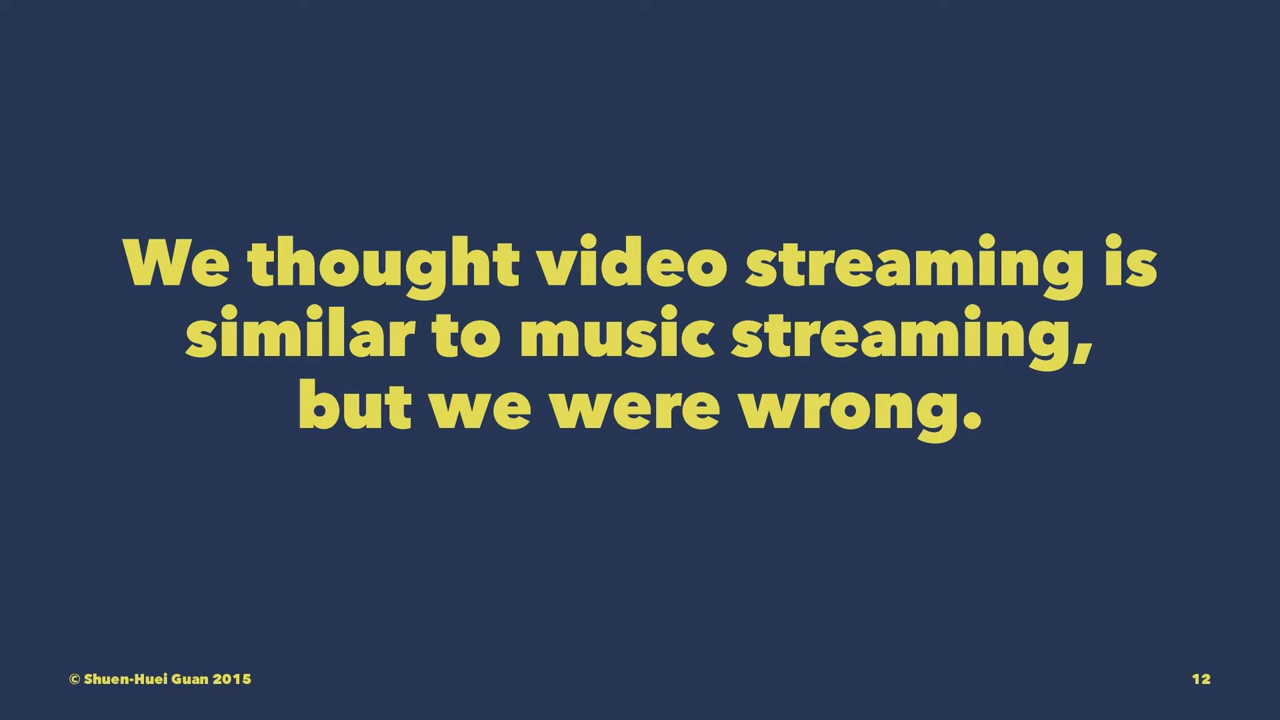 We thought video streaming is
similar to music streaming,
but we were wrong.
© Shuen-Huei Guan 2015
12